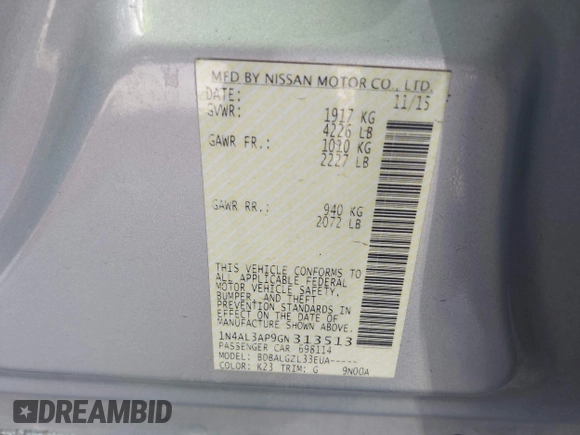 MFD BY NISSAN MOTOR CO., LTD.
DATE: 11/15
GVWR: 1917 KG
4226 LB
GAWR FR.: 1010 KG
2227 LB
GAWR RR.: 940 KG
2072 LB
THIS VEHICLE CONFORMS TO
ALL APPLICABLE FEDERAL
MOTOR VEHICLE SAFETY,
BUMPER, AND THEFT
PREVENTION STANDARDS IN
EFFECT ON THE DATE OF
MANUFACTURE SHOWN ABOVE.
1N4AL3AP9GN313513
PASSENGER CAR 698114
MODEL: BDBALGZL33EUA-----
COLOR: K23 TRIM: G 9N00A
DREAMBID